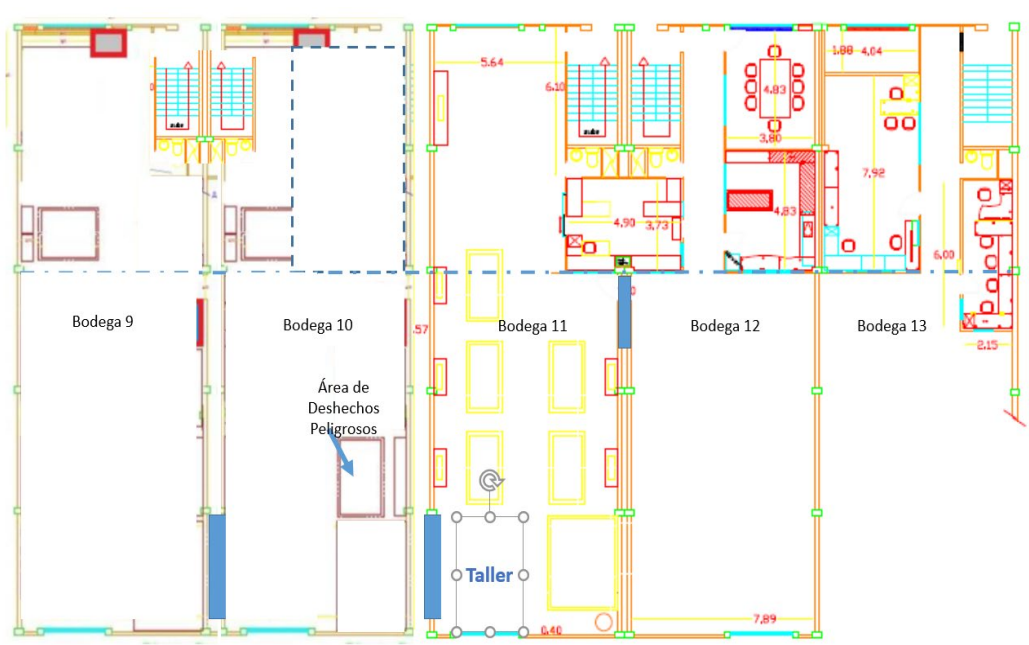 5.64
6.10
4.83
3.80
1.88
4.04
7.92
4.90
3.73
4.83
6.00
Bodega 9
Bodega 10
.57
Bodega 11
0
Bodega 12
Bodega 13
2.15
Área de
Deshechos
Peligrosos
Taller
0.40
7.89